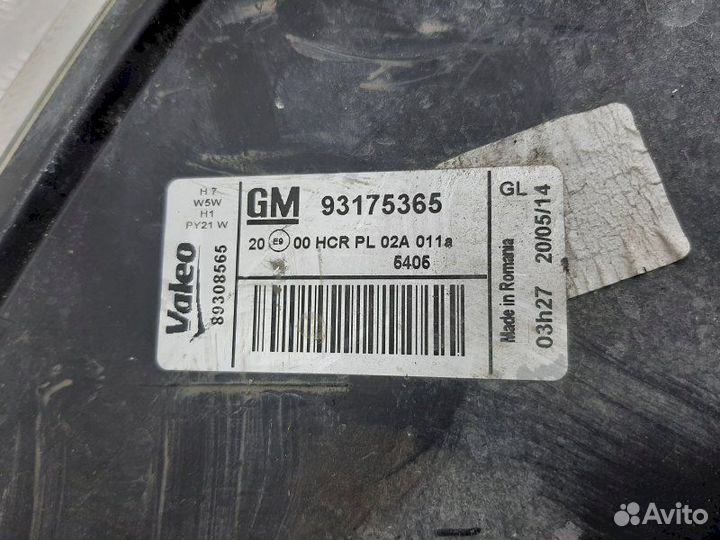 H7
W5W
H1
PY21W
Valeo
89308565
GM 93175365
20 E9 00 HCR PL 02A 011a
5405
GL
Made in Romania
03h27 20/05/14
Avito